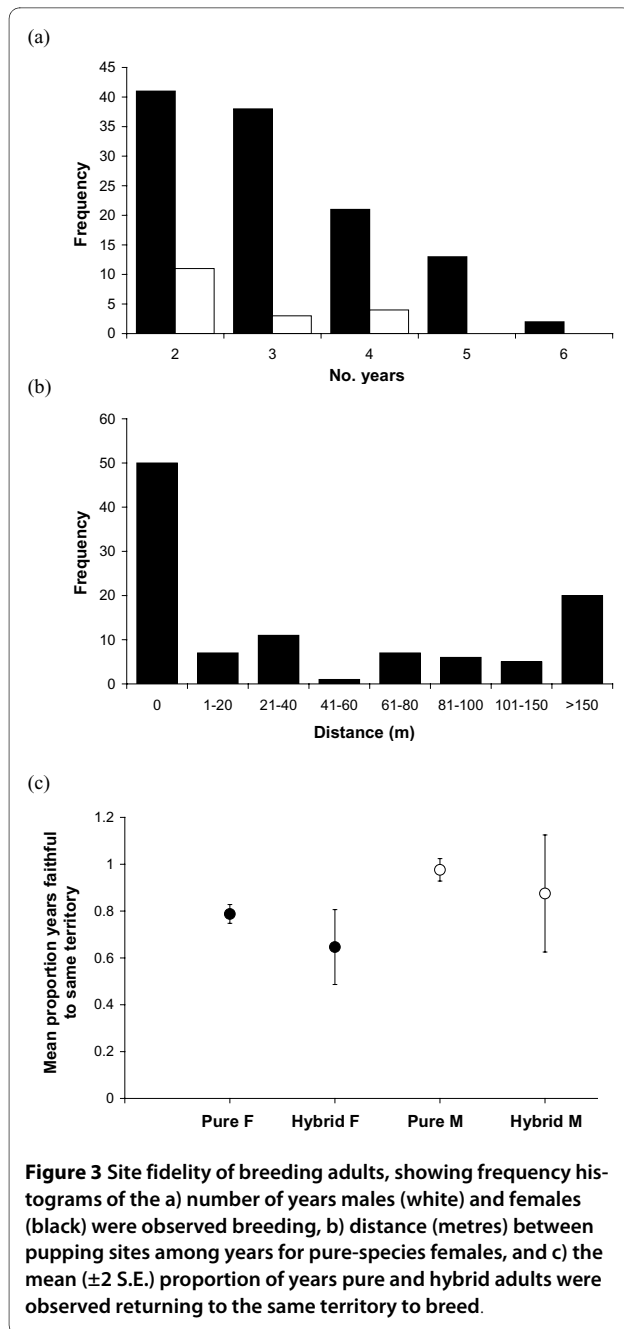 (a)
45
40
35
30
25
20
15
10
5
0
Frequency
2 3 4 5 6
No. years
(b)
60
50
40
30
20
10
0
Frequency
0 1-20 21-40 41-60 61-80 81-100 101-150 >150
Distance (m)
(c)
1.2
1
0.8
0.6
0.4
0.2
0
Mean proportion years faithful
to same territory
Pure F Hybrid F Pure M Hybrid M
Figure 3 Site fidelity of breeding adults, showing frequency his-
tograms of the a) number of years males (white) and females
(black) were observed breeding, b) distance (metres) between
pupping sites among years for pure-species females, and c) the
mean (±2 S.E.) proportion of years pure and hybrid adults were
observed returning to the same territory to breed.